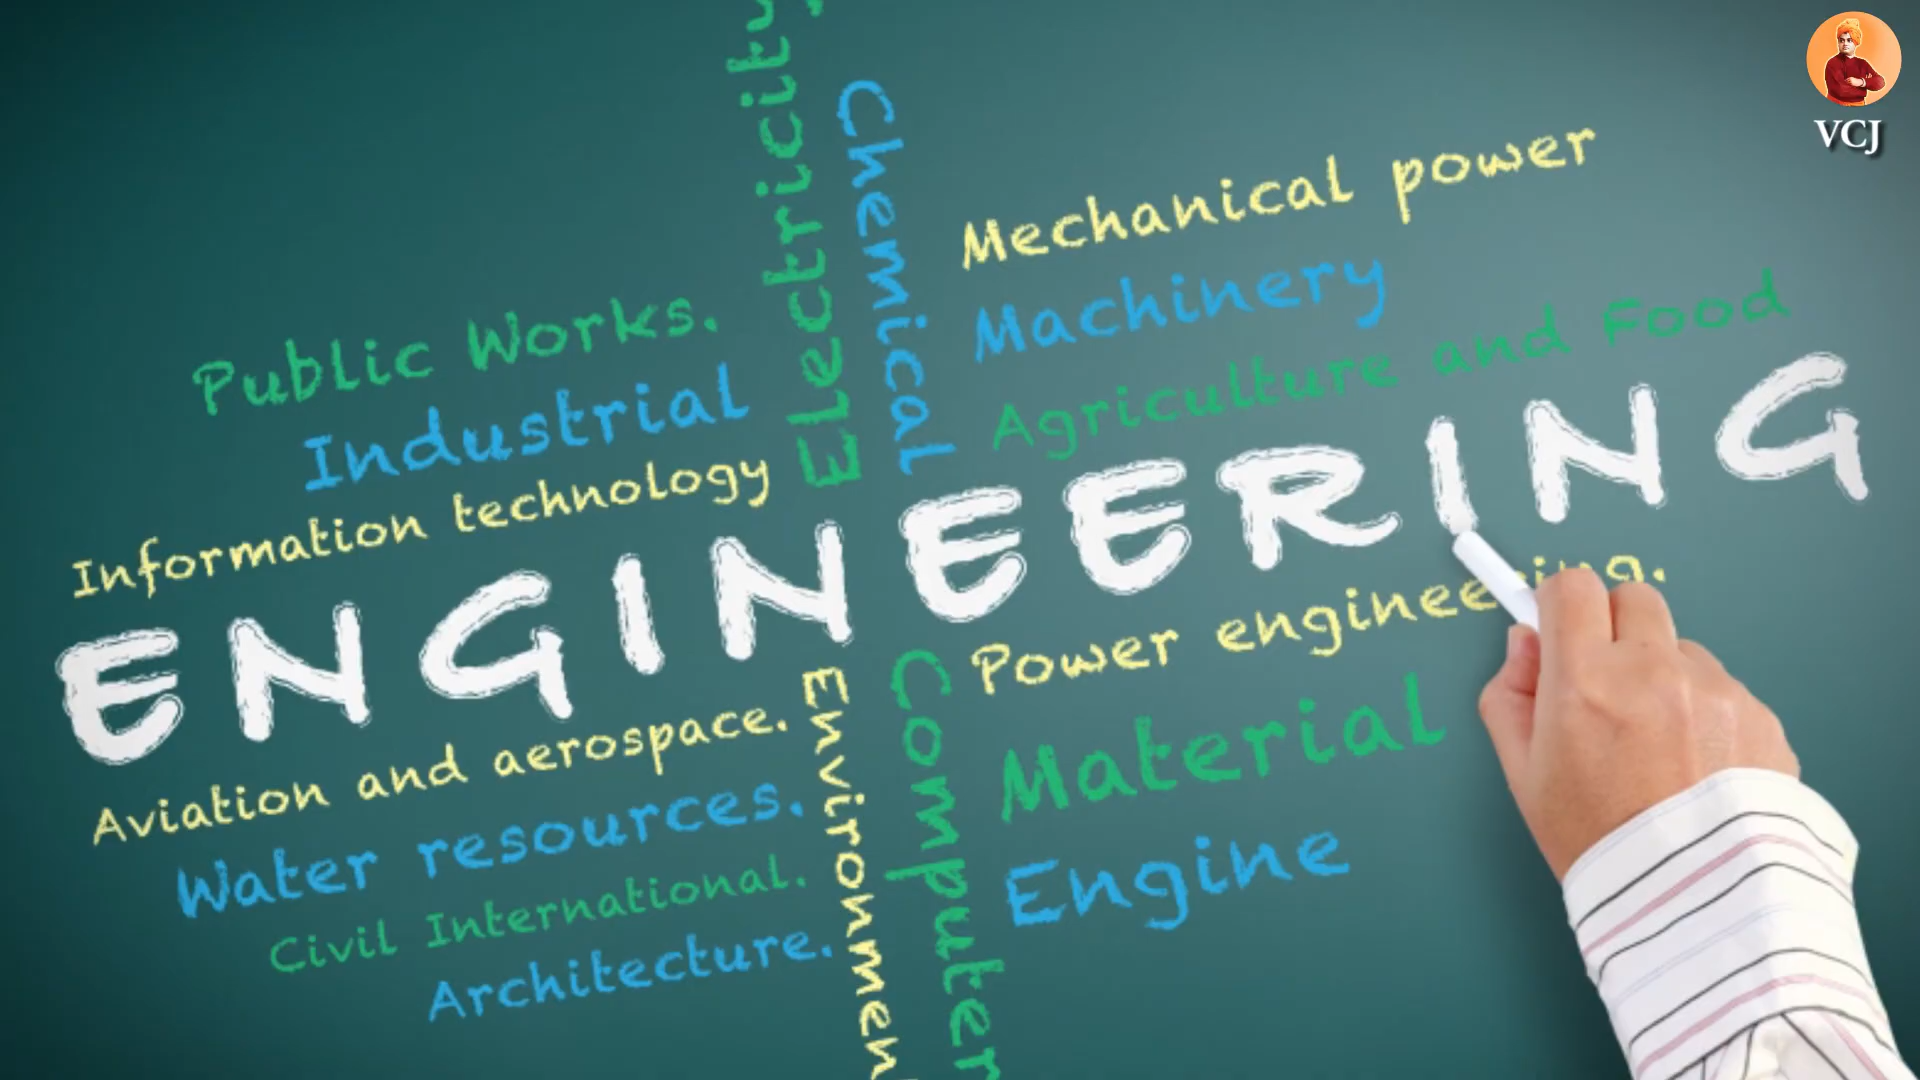 VCJ
Electricity
Chemical
Mechanical power
Machinery
Agriculture and Food
Public Works.
Industrial
Information technology
ENGINEERING
Power engineering.
Material
Engine
Aviation and aerospace.
Water resources.
Civil International.
Architecture.
Environmen
Computer